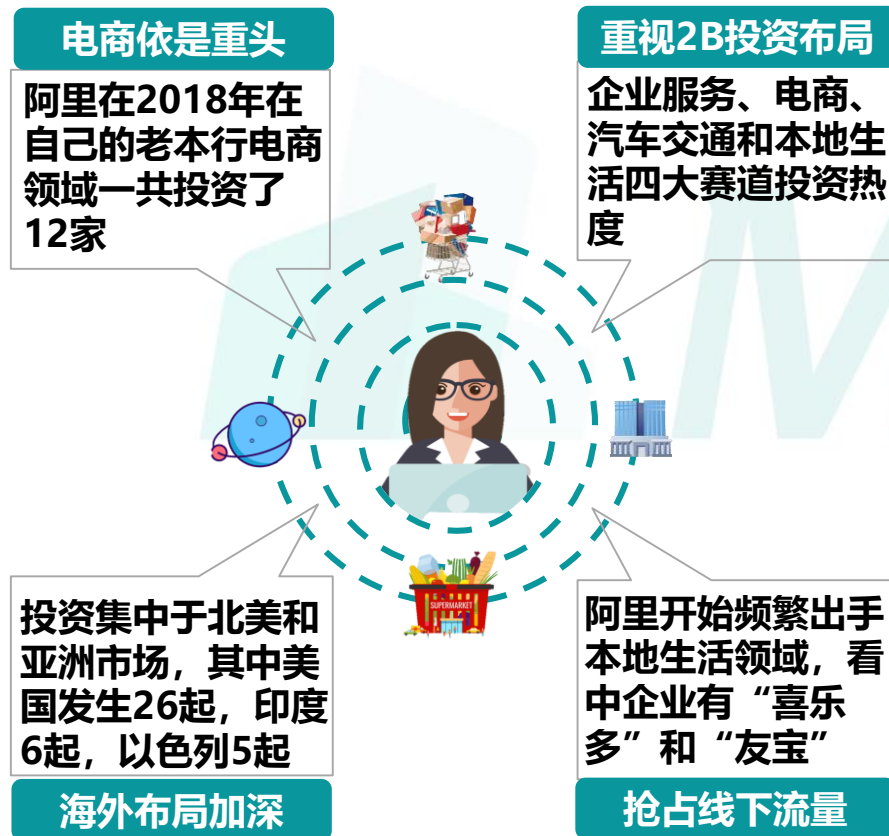 电商依是重头
阿里在2018年在
自己的老本行电商
领域一共投资了
12家
重视2B投资布局
企业服务、电商、
汽车交通和本地生
活四大赛道投资热
度
SUPERMARKET
投资集中于北美和
亚洲市场，其中美
国发生26起，印度
6起，以色列5起
海外布局加深
阿里开始频繁出手
本地生活领域，看
中企业有“喜乐
多”和“友宝”
抢占线下流量